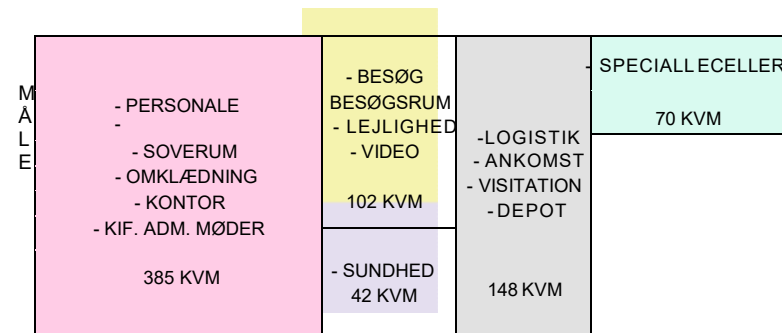 MÅLE
- PERSONALE
-
- SOVERUM
- OMKLÆDNING
- KONTOR
- KIF. ADM. MØDER
385 KVM
- BESØG
BESØGSRUM
- LEJLIGHED
- VIDEO
102 KVM
- SUNDHED
42 KVM
-LOGISTIK
- ANKOMST
- VISITATION
- DEPOT
148 KVM
- SPECIALLECELLER
70 KVM